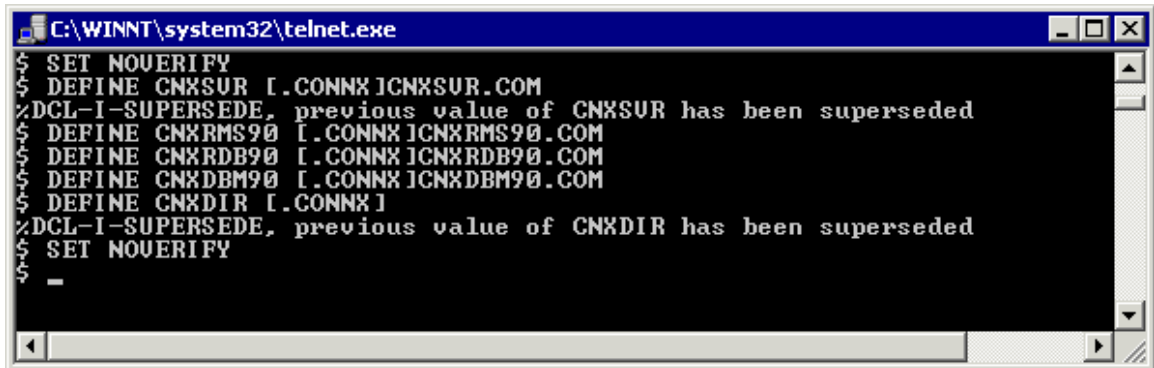 C:\WINNT\system32\telnet.exe
$ SET NOVERIFY
$ DEFINE CNXSVR [.CONNX]CNXSVR.COM
%DCL-I-SUPERSEDE, previous value of CNXSVR has been superseded
$ DEFINE CNXRMS90 [.CONNX]CNXRMS90.COM
$ DEFINE CNXRDB90 [.CONNX]CNXRDB90.COM
$ DEFINE CNXDBM90 [.CONNX]CNXDBM90.COM
$ DEFINE CNXDIR [.CONNX]
%DCL-I-SUPERSEDE, previous value of CNXDIR has been superseded
$ SET NOVERIFY
$ _